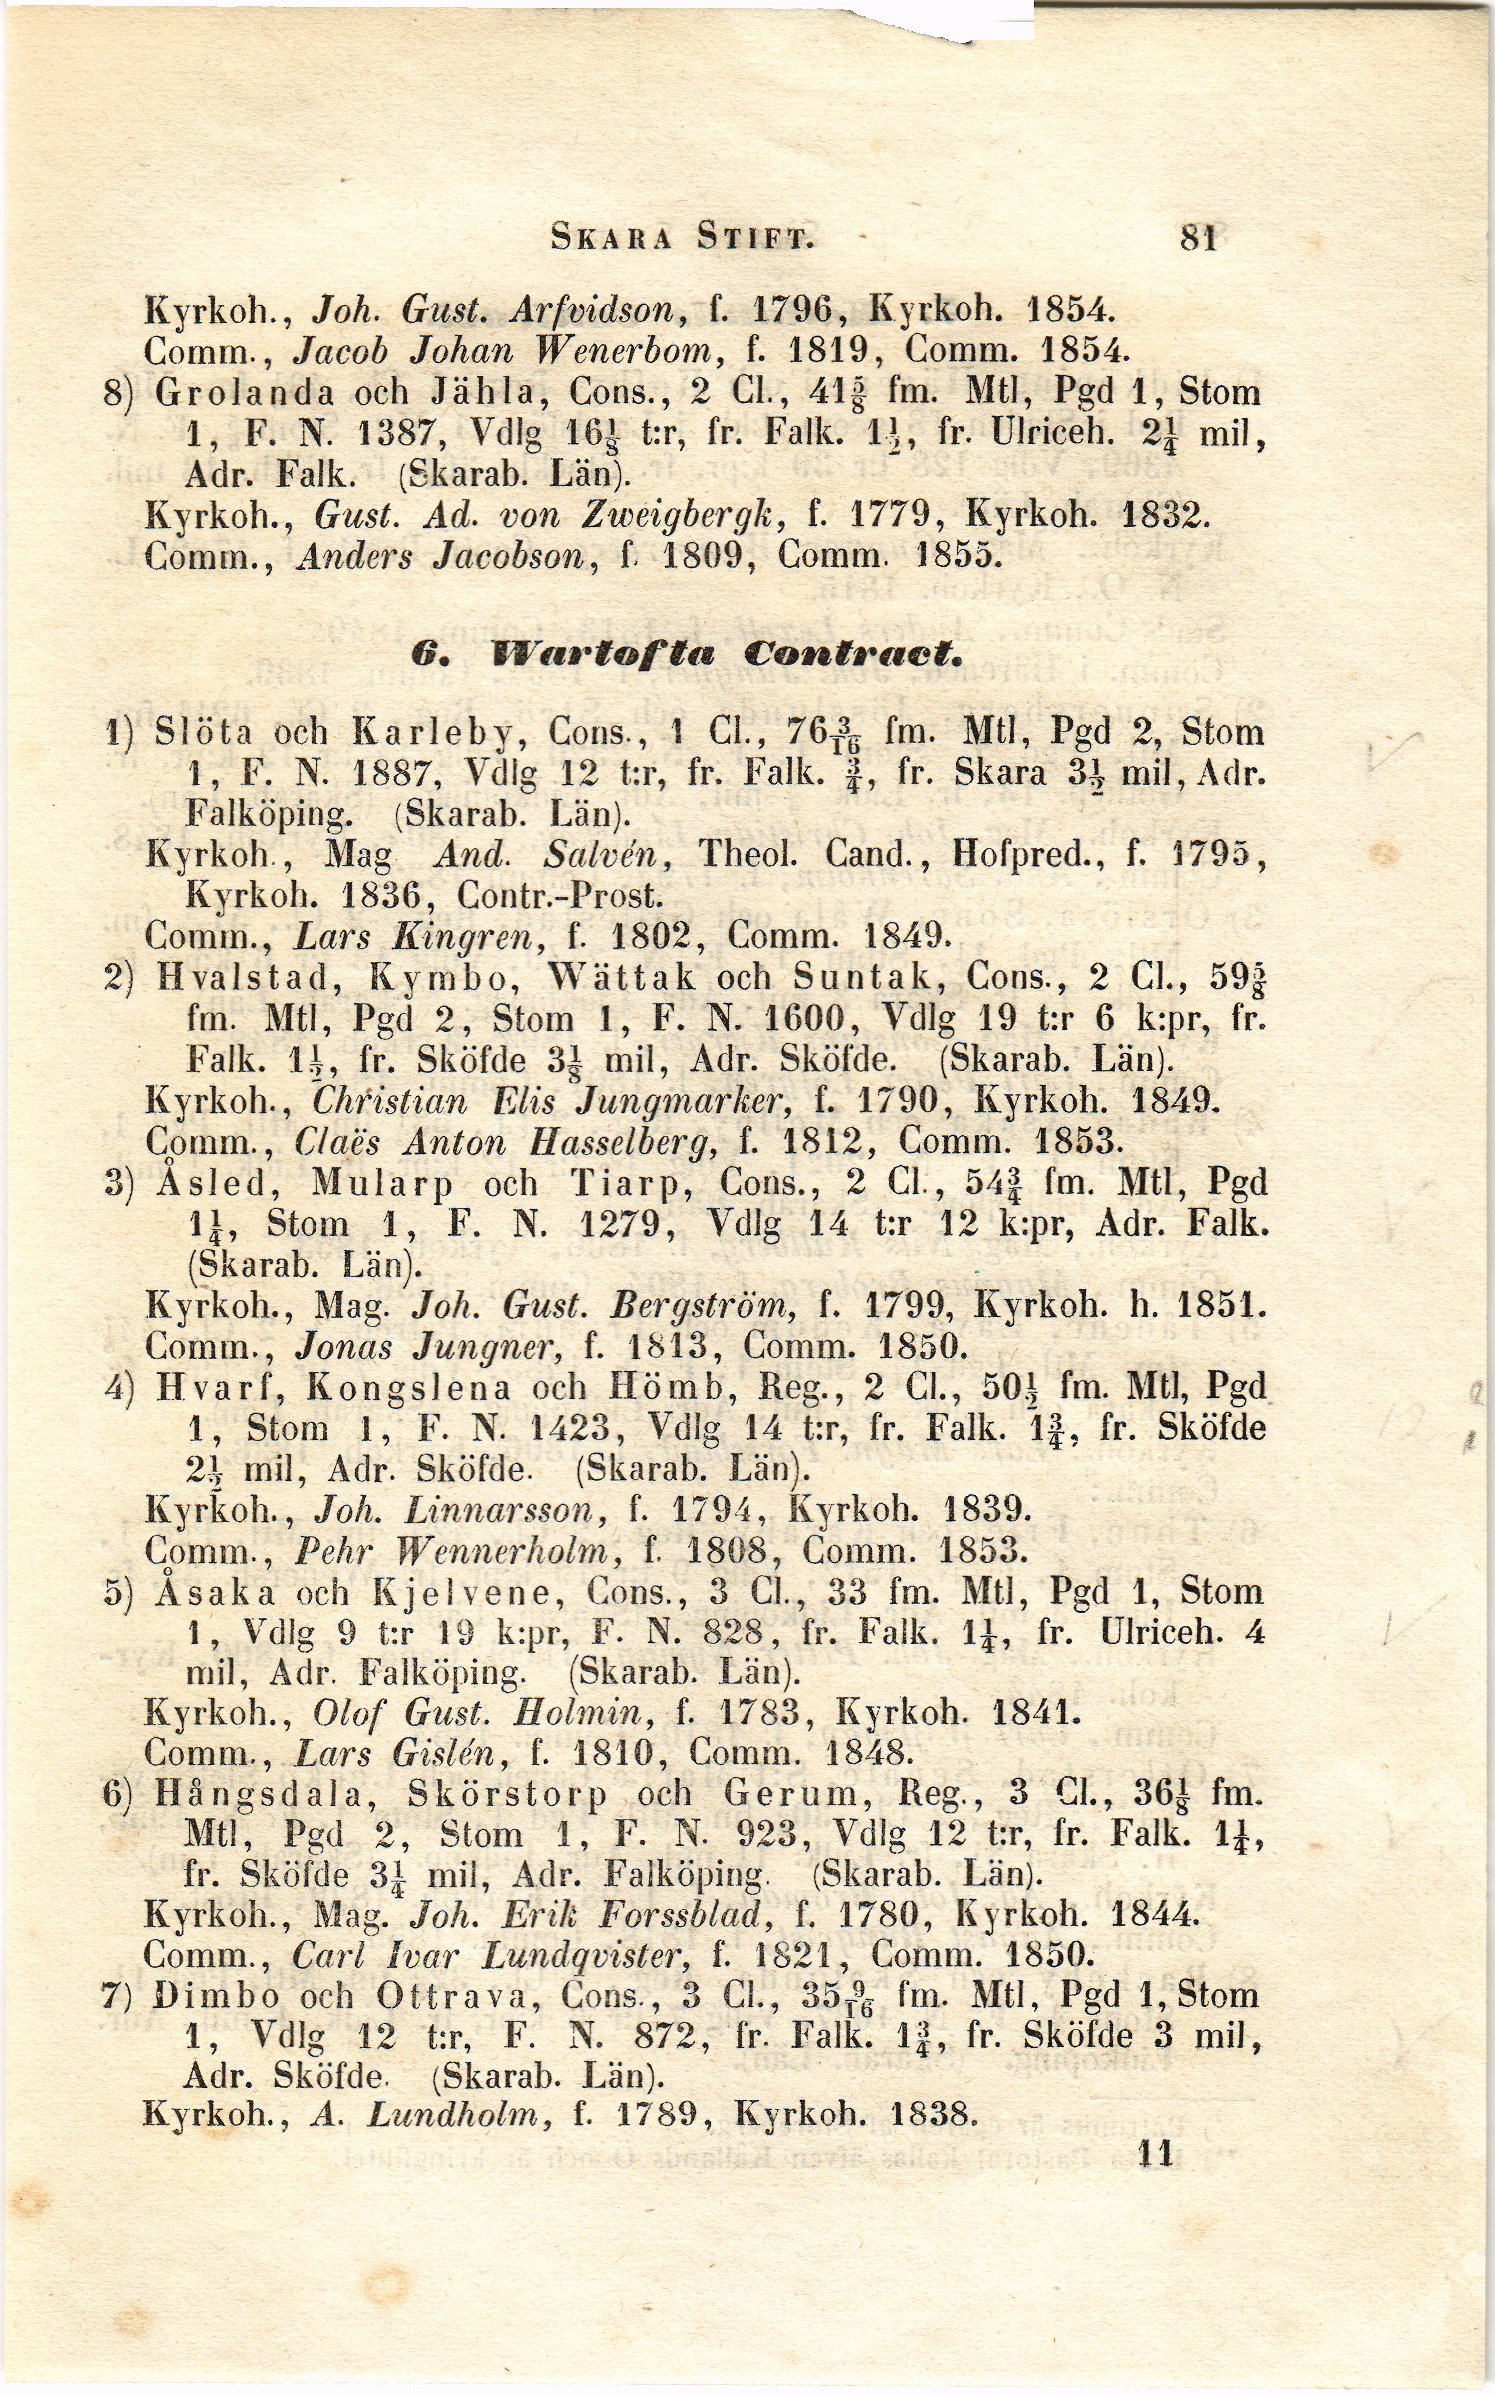 SKARA STIFT. 81
Kyrkoh., Joh. Gust. Arfvidson, f. 1796, Kyrkoh. 1854.
Comm., Jacob Johan Wenerbom, f. 1819, Comm. 1854.
8) Grolanda och Jähla, Cons., 2 Cl., 41⅝ fm. Mtl, Pgd 1, Stom
1, F. N. 1387, Vdlg 16⅛ t:r, fr. Falk. 1½, fr. Ulriceh. 2¼ mil,
Adr. Falk. (Skarab. Län).
Kyrkoh., Gust. Ad. von Zweigbergk, f. 1779, Kyrkoh. 1832.
Comm., Anders Jacobson, f. 1809, Comm. 1855.
6. Wartofta Contract.
1) Slöta och Karleby, Cons., 1 Cl., 76 3/16 fm. Mtl, Pgd 2, Stom
1, F. N. 1887, Vdlg 12 t:r, fr. Falk. ¾, fr. Skara 3½ mil, Adr.
Falköping. (Skarab. Län).
Kyrkoh., Mag And. Salvén, Theol. Cand., Hofpred., f. 1795,
Kyrkoh. 1836, Contr.-Prost.
Comm., Lars Kingren, f. 1802, Comm. 1849.
2) Hvalstad, Kymbo, Wättak och Suntak, Cons., 2 Cl., 59⅝
fm. Mtl, Pgd 2, Stom 1, F. N. 1600, Vdlg 19 t:r 6 k:pr, fr.
Falk. 1½, fr. Sköfde 3⅛ mil, Adr. Sköfde. (Skarab. Län).
Kyrkoh., Christian Elis Jungmarker, f. 1790, Kyrkoh. 1849.
Comm., Claës Anton Hasselberg, f. 1812, Comm. 1853.
3) Åsled, Mularp och Tiarp, Cons., 2 Cl., 54¾ fm. Mtl, Pgd
1¼, Stom 1, F. N. 1279, Vdlg 14 t:r 12 k:pr, Adr. Falk.
(Skarab. Län).
Kyrkoh., Mag. Joh. Gust. Bergström, f. 1799, Kyrkoh. h. 1851.
Comm., Jonas Jungner, f. 1813, Comm. 1850.
4) Hvarf, Kongslena och Hömb, Reg., 2 Cl., 50½ fm. Mtl, Pgd
1, Stom 1, F. N. 1423, Vdlg 14 t:r, fr. Falk. 1¾, fr. Sköfde
2½ mil, Adr. Sköfde. (Skarab. Län).
Kyrkoh., Joh. Linnarsson, f. 1794, Kyrkoh. 1839.
Comm., Pehr Wennerholm, f. 1808, Comm. 1853.
5) Åsaka och Kjelvene, Cons., 3 Cl., 33 fm. Mtl, Pgd 1, Stom
1, Vdlg 9 t:r 19 k:pr, F. N. 828, fr. Falk. 1¼, fr. Ulriceh. 4
mil, Adr. Falköping. (Skarab. Län).
Kyrkoh., Olof Gust. Holmin, f. 1783, Kyrkoh. 1841.
Comm., Lars Gislén, f. 1810, Comm. 1848.
6) Hångsdala, Skörstorp och Gerum, Reg., 3 Cl., 36⅛ fm.
Mtl, Pgd 2, Stom 1, F. N. 923, Vdlg 12 t:r, fr. Falk. 1¼,
fr. Sköfde 3¼ mil, Adr. Falköping. (Skarab. Län).
Kyrkoh., Mag. Joh. Erik Forssblad, f. 1780, Kyrkoh. 1844.
Comm., Carl Ivar Lundqvister, f. 1821, Comm. 1850.
7) Dimbo och Ottrava, Cons., 3 Cl., 35 9/16 fm. Mtl, Pgd 1, Stom
1, Vdlg 12 t:r, F. N. 872, fr. Falk. 1¾, fr. Sköfde 3 mil,
Adr. Sköfde. (Skarab. Län).
Kyrkoh., A. Lundholm, f. 1789, Kyrkoh. 1838.
11